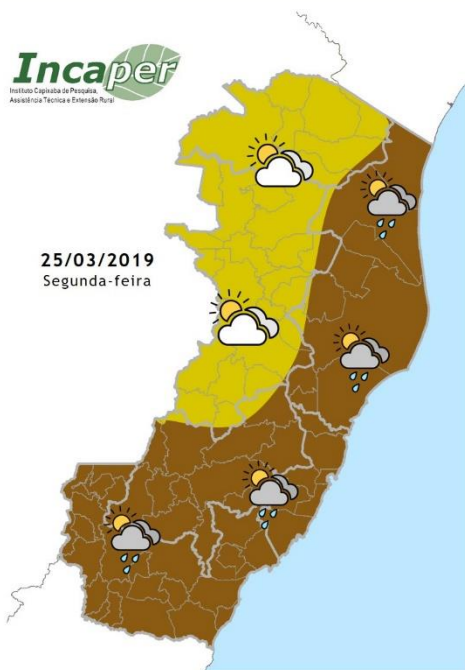 Incaper
Instituto Capixaba de Pesquisa,
Assistência Técnica e Extensão Rural
25/03/2019
Segunda-feira